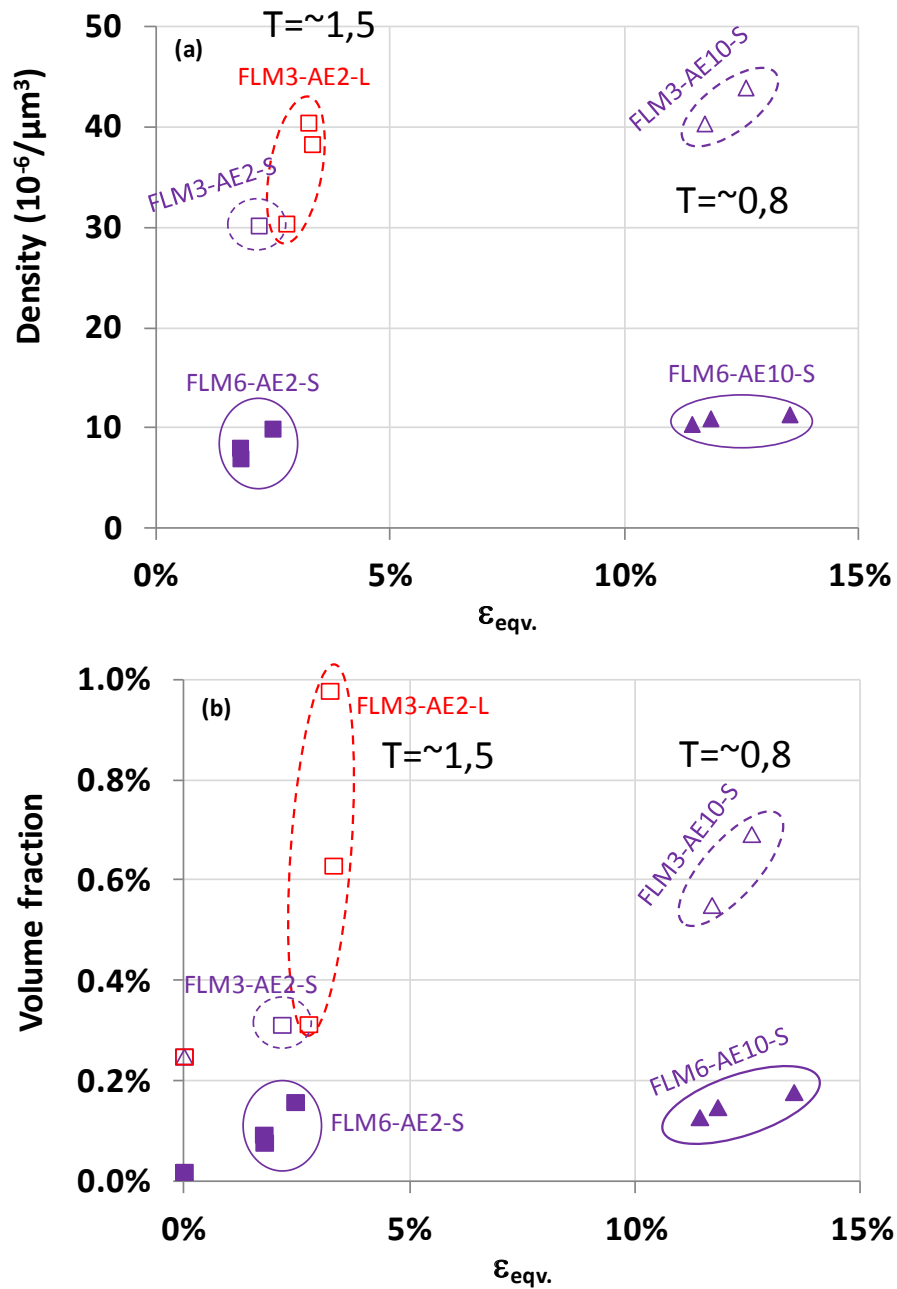 T=~1,5
50
(a)
FLM3-AE2-L
FLM3-AE10-S
40
FLM3-AE2-S
T=~0,8
30
Density (10⁻⁶/µm³)
20
FLM6-AE2-S
FLM6-AE10-S
10
0
0%
5%
10%
15%
εeqv.
1.0%
(b)
FLM3-AE2-L
T=~1,5
T=~0,8
0.8%
FLM3-AE10-S
0.6%
Volume fraction
0.4%
FLM3-AE2-S
FLM6-AE10-S
0.2%
FLM6-AE2-S
0.0%
0%
5%
10%
15%
εeqv.